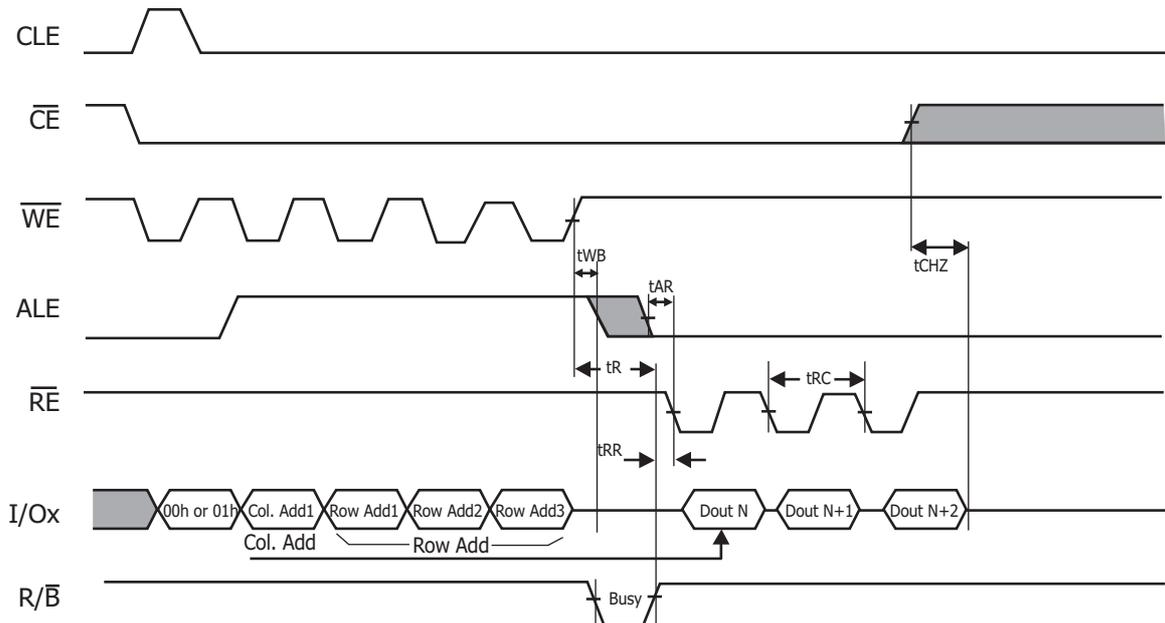 CLE
CE
WE
tWB
tCHZ
ALE
tAR
tR
tRC
RE
tRR
I/Ox
00h or 01h
Col. Add1
Row Add1
Row Add2
Row Add3
Dout N
Dout N+1
Dout N+2
Col. Add
Row Add
R/B
Busy